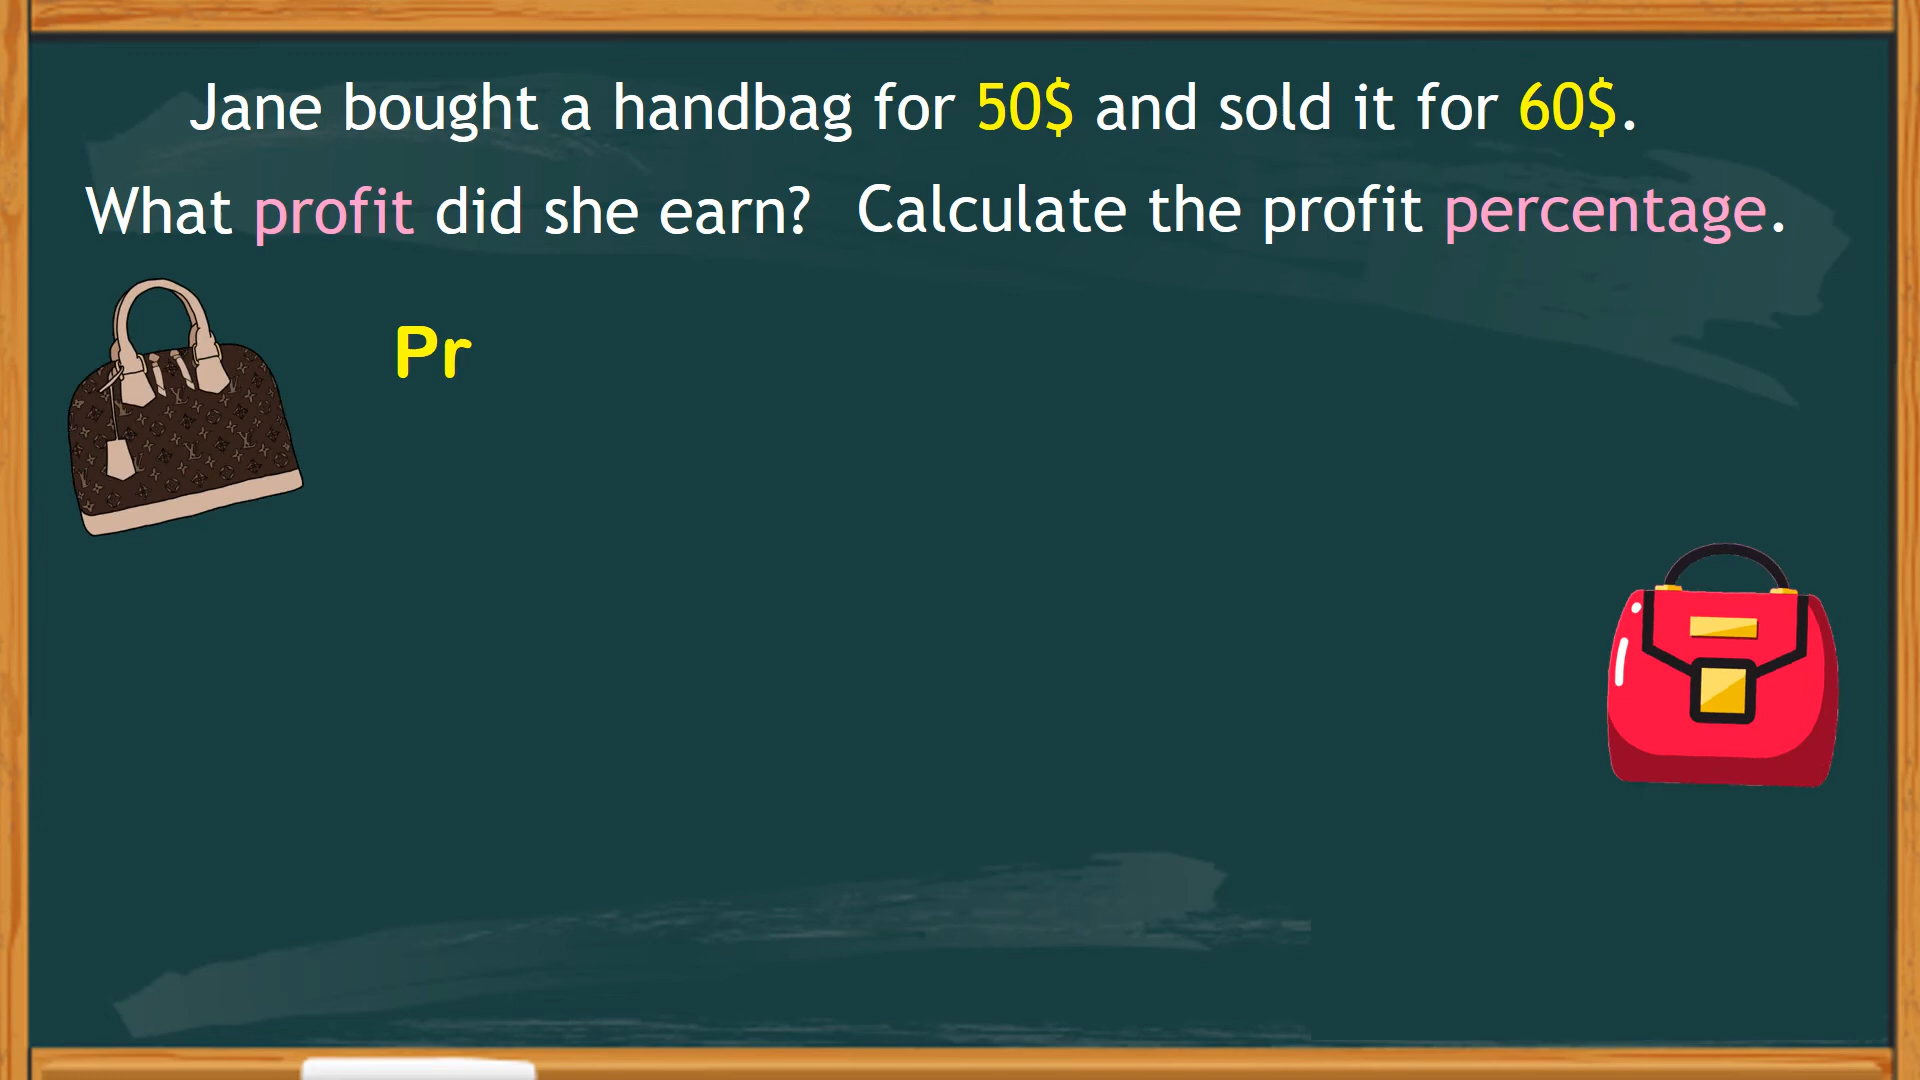 Jane bought a handbag for 50$ and sold it for 60$.
What profit did she earn? Calculate the profit percentage.
Pr